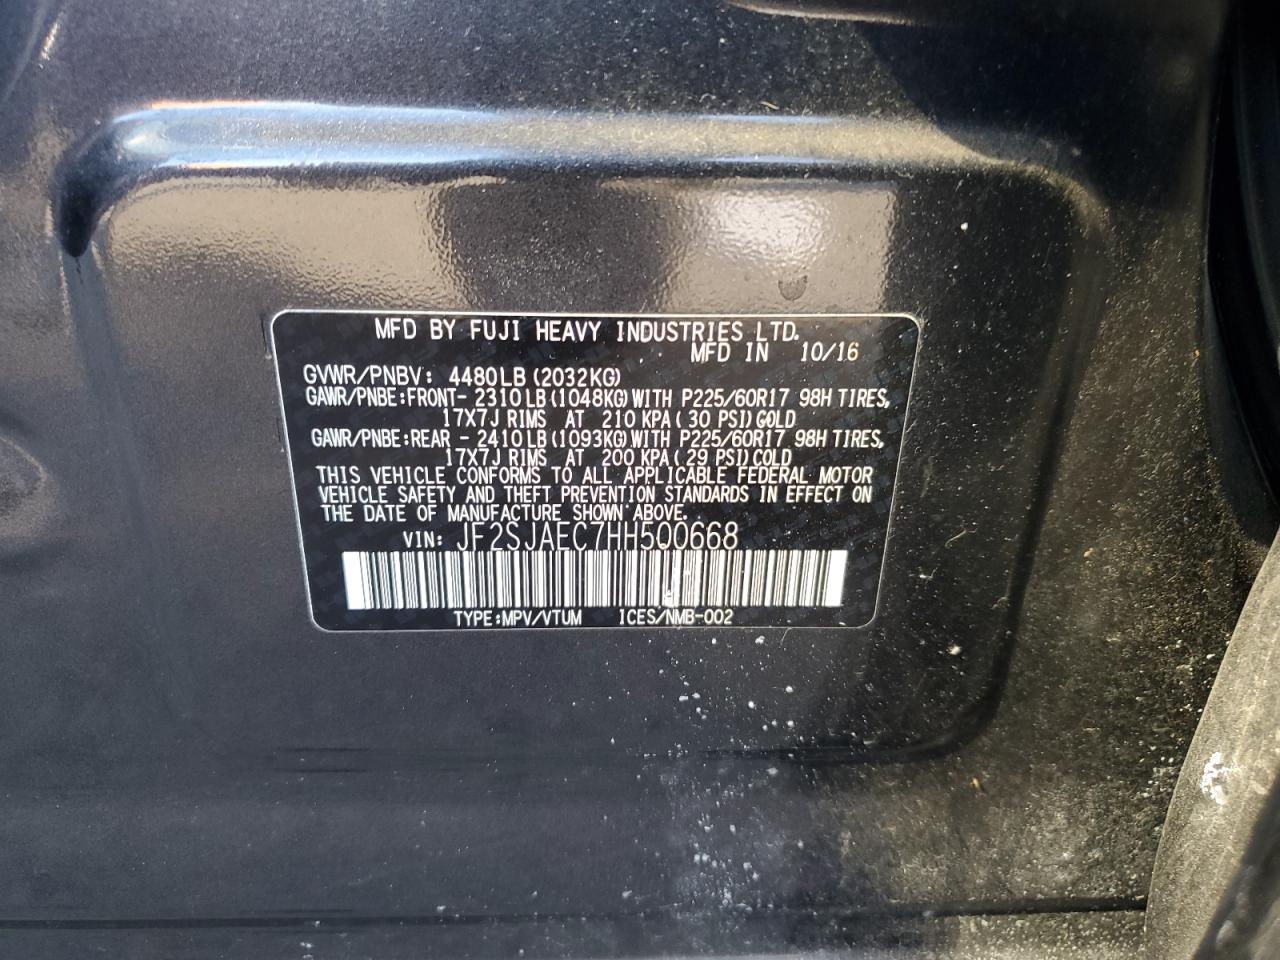 MFD BY FUJI HEAVY INDUSTRIES LTD.
MFD IN 10/16
GVWR/PNBV: 4480LB (2032KG)
GAWR/PNBE:FRONT- 2310LB(1048KG)WITH P225/60R17 98H TIRES,
17X7J RIMS AT 210 KPA( 30 PSI)COLD
GAWR/PNBE:REAR - 2410LB(1093KG)WITH P225/60R17 98H TIRES,
17X7J RIMS AT 200 KPA( 29 PSI)COLD
THIS VEHICLE CONFORMS TO ALL APPLICABLE FEDERAL MOTOR
VEHICLE SAFETY AND THEFT PREVENTION STANDARDS IN EFFECT ON
THE DATE OF MANUFACTURE SHOWN ABOVE.
VIN: JF2SJAEC7HH500668
TYPE:MPV/VTUM ICES/NMB-002